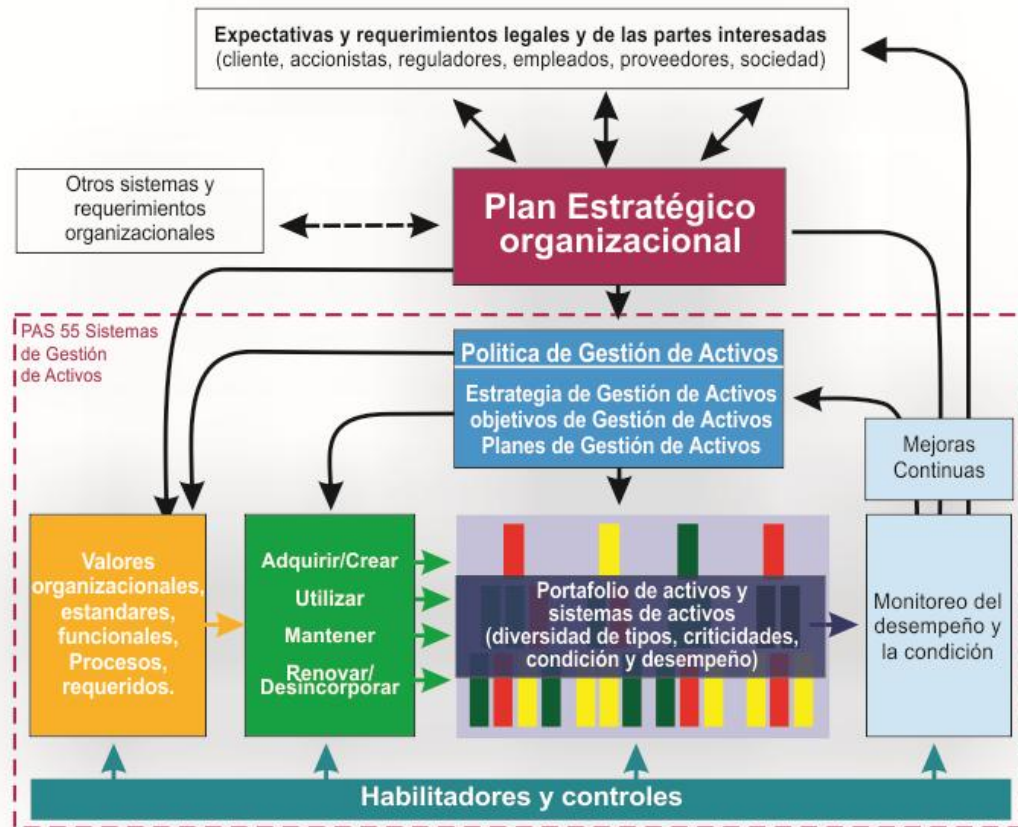 Expectativas y requerimientos legales y de las partes interesadas
(cliente, accionistas, reguladores, empleados, proveedores, sociedad)
Otros sistemas y
requerimientos
organizacionales
Plan Estratégico
organizacional
PAS 55 Sistemas
de Gestión
de Activos
Politica de Gestión de Activos
Estrategia de Gestión de Activos
objetivos de Gestión de Activos
Planes de Gestión de Activos
Mejoras
Continuas
Valores
organizacionales,
estandares,
funcionales,
Procesos,
requeridos.
Adquirir/Crear
Utilizar
Mantener
Renovar/
Desincorporar
Portafolio de activos y
sistemas de activos
(diversidad de tipos, criticidades,
condición y desempeño)
Monitoreo del
desempeño y
la condición
Habilitadores y controles